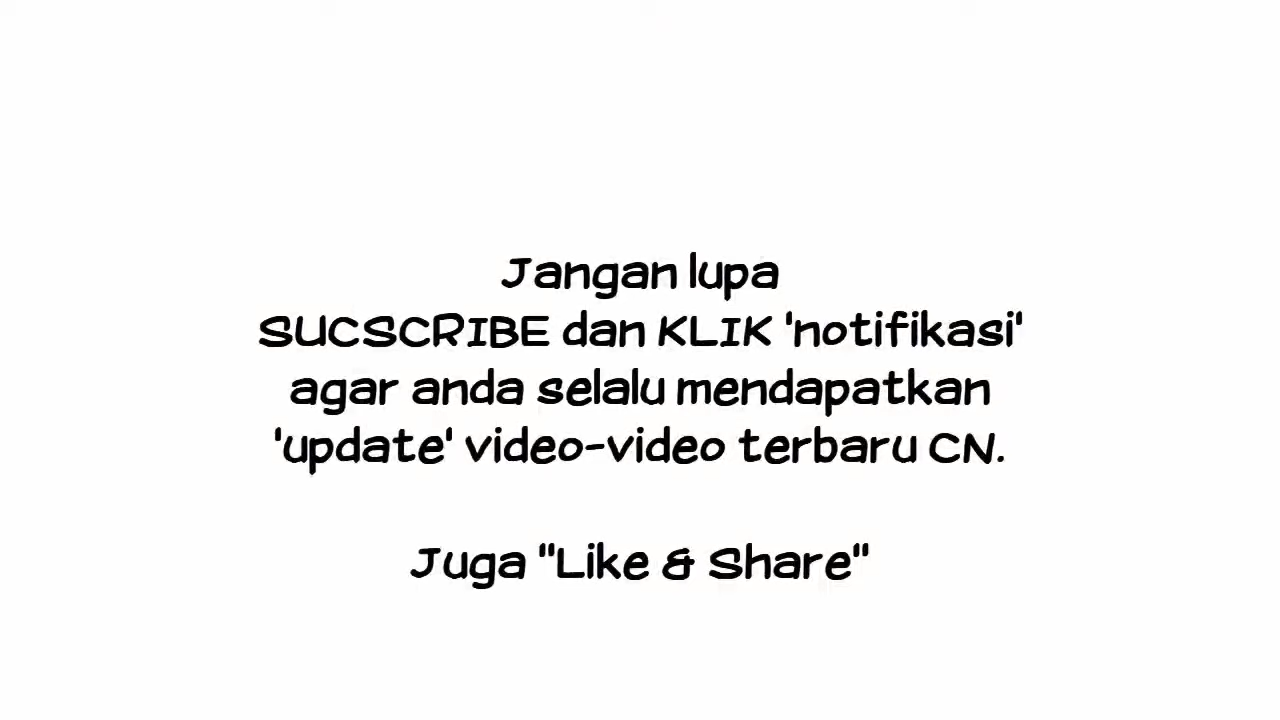 Jangan lupa
SUCSCRIBE dan KLIK 'notifikasi'
agar anda selalu mendapatkan
'update' video-video terbaru CN.
Juga "Like & Share"